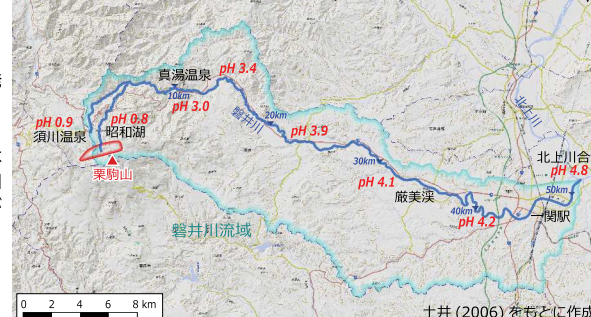 真湯温泉
pH 3.4
10km
pH 3.0
pH 0.9
pH 0.8
須川温泉
昭和湖
栗駒山
磐井川
20km
pH 3.9
30km
pH 4.1
厳美渓
40km
pH 4.2
北上川
北上川合
pH 4.8
50km
一関駅
磐井川流域
0 2 4 6 8 km
土井 (2006) をもとに作成